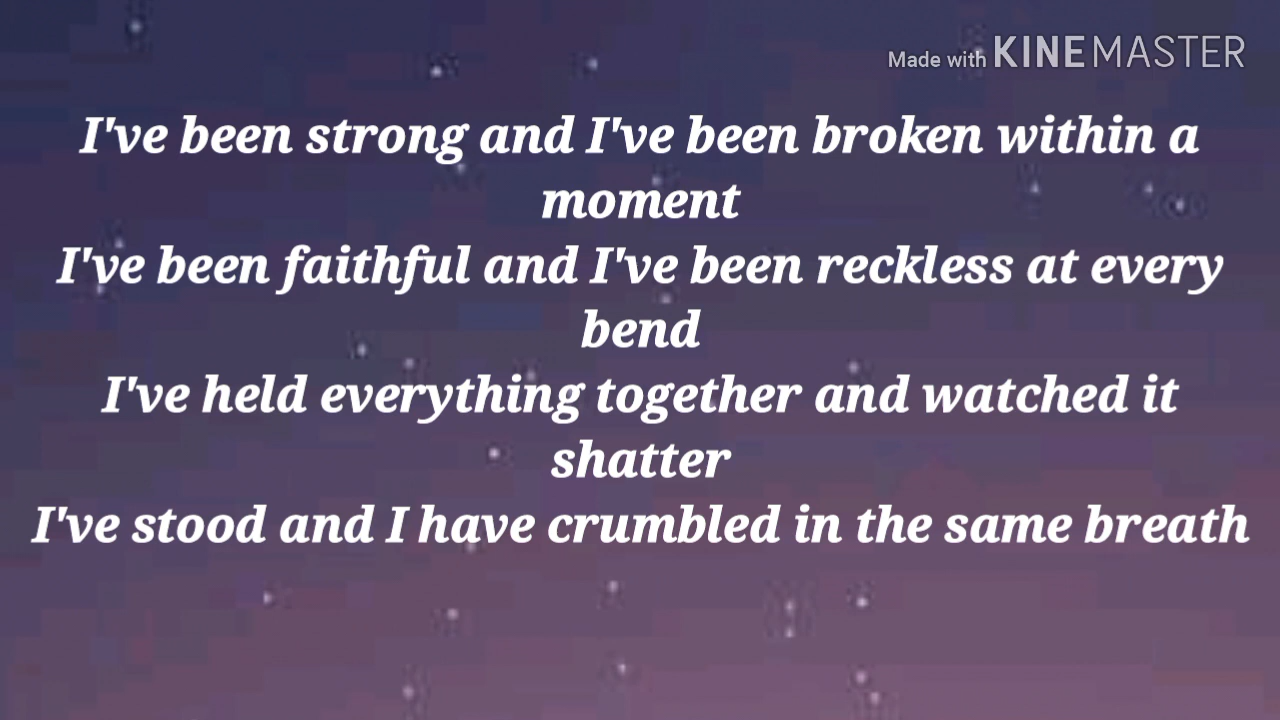 Made with KINEMASTER
I've been strong and I've been broken within a
moment
I've been faithful and I've been reckless at every
bend
I've held everything together and watched it
shatter
I've stood and I have crumbled in the same breath